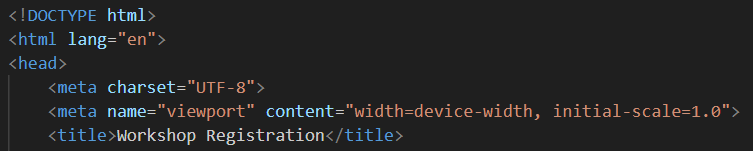 <!DOCTYPE html>
<html lang="en">
<head>
    <meta charset="UTF-8">
    <meta name="viewport" content="width=device-width, initial-scale=1.0">
    <title>Workshop Registration</title>